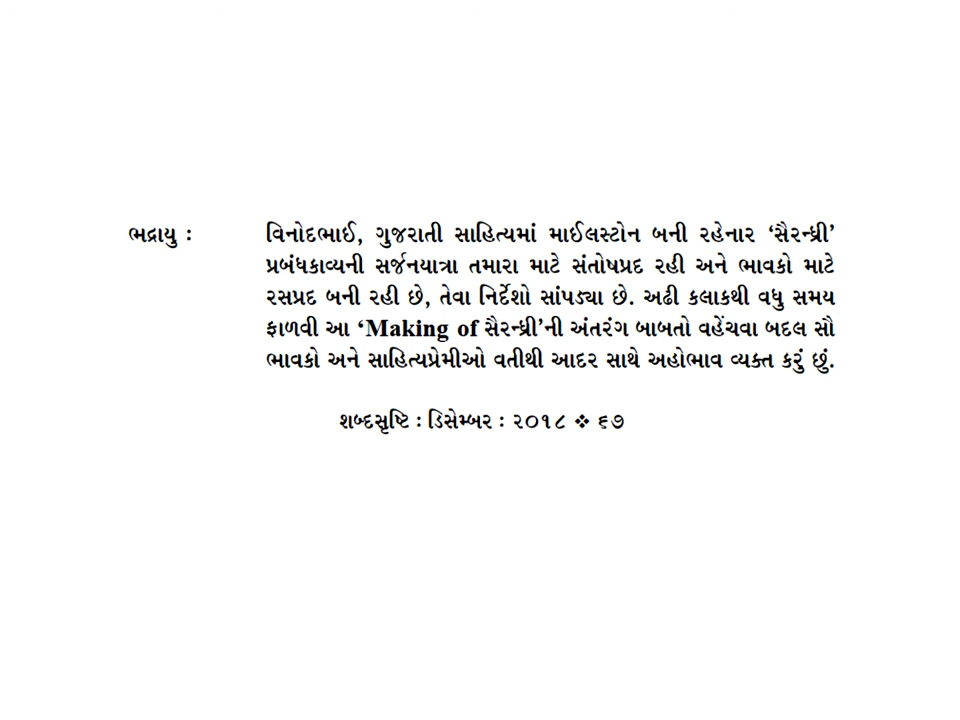 ભદ્રાયુ : વિનોદભાઈ, ગુજરાતી સાહિત્યમાં માઈલસ્ટોન બની રહેનાર ‘સૈરન્ધ્રી’
પ્રબંધકાવ્યની સર્જનયાત્રા તમારા માટે સંતોષપ્રદ રહી અને ભાવકો માટે
રસપ્રદ બની રહી છે, તેવા નિર્દેશો સાંપડ્યા છે. અઢી કલાકથી વધુ સમય
ફાળવી આ ‘Making of સૈરન્ધ્રી’ની અંતરંગ બાબતો વહેંચવા બદલ સૌ
ભાવકો અને સાહિત્યપ્રેમીઓ વતીથી આદર સાથે અહોભાવ વ્યક્ત કરું છું.
શબ્દસૃષ્ટિ : ડિસેમ્બર : ૨૦૧૮ ❖ ૬૭